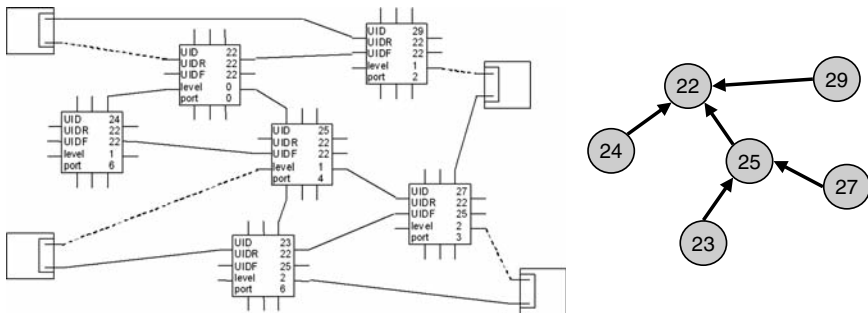 UID 22
UIDR 22
UIDF 22
level 0
port 0
UID 29
UIDR 22
UIDF 22
level 1
port 2
UID 24
UIDR 22
UIDF 22
level 1
port 6
UID 25
UIDR 22
UIDF 22
level 1
port 4
UID 27
UIDR 22
UIDF 25
level 2
port 3
UID 23
UIDR 22
UIDF 25
level 2
port 6
22
29
24
25
27
23